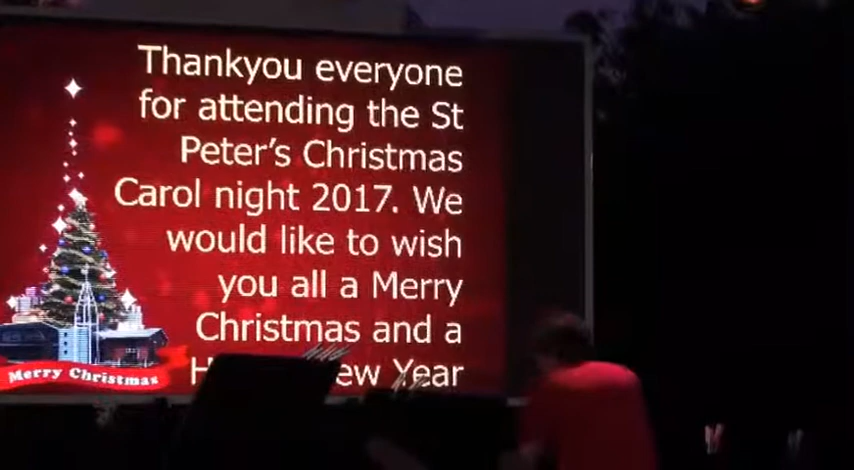 Thankyou everyone
for attending the St
Peter's Christmas
Carol night 2017. We
would like to wish
you all a Merry
Christmas and a
Year
Merry Christmas